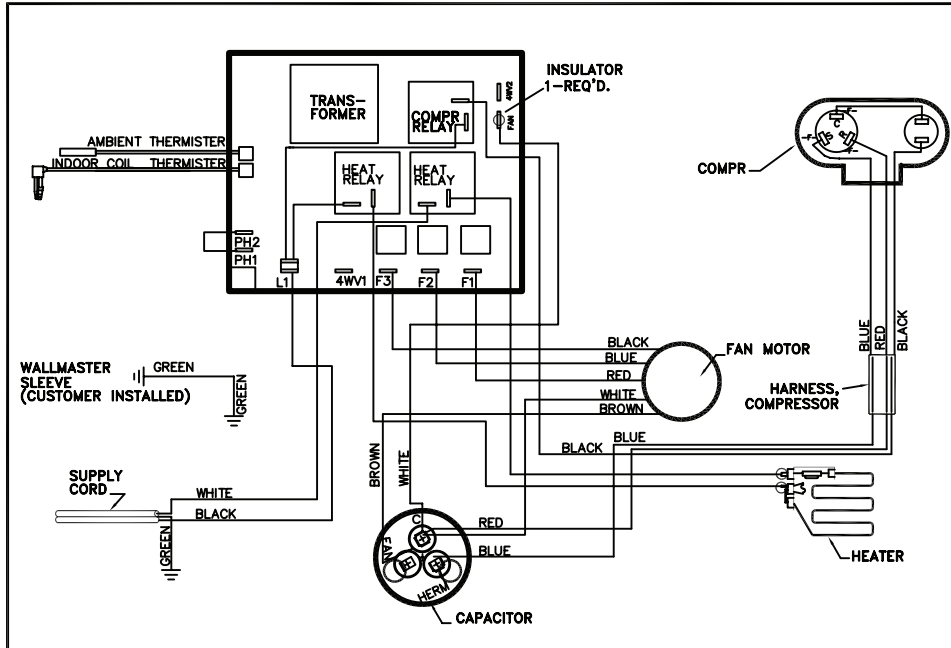 TRANS-
FORMER
COMPR
RELAY
4WV2
FAN
INSULATOR
1-REQ'D.
AMBIENT THERMISTER
INDOOR COIL THERMISTER
HEAT
RELAY
HEAT
RELAY
C
S
R
COMPR
PH2
PH1
L1
4WV1
F3
F2
F1
BLUE
RED
BLACK
BLACK
BLUE
RED
WHITE
BROWN
FAN MOTOR
HARNESS,
COMPRESSOR
WALLMASTER
SLEEVE
(CUSTOMER INSTALLED)
GREEN
GREEN
BROWN
WHITE
BLUE
BLACK
SUPPLY
CORD
WHITE
BLACK
GREEN
C
FAN
HERM
RED
BLUE
HEATER
CAPACITOR